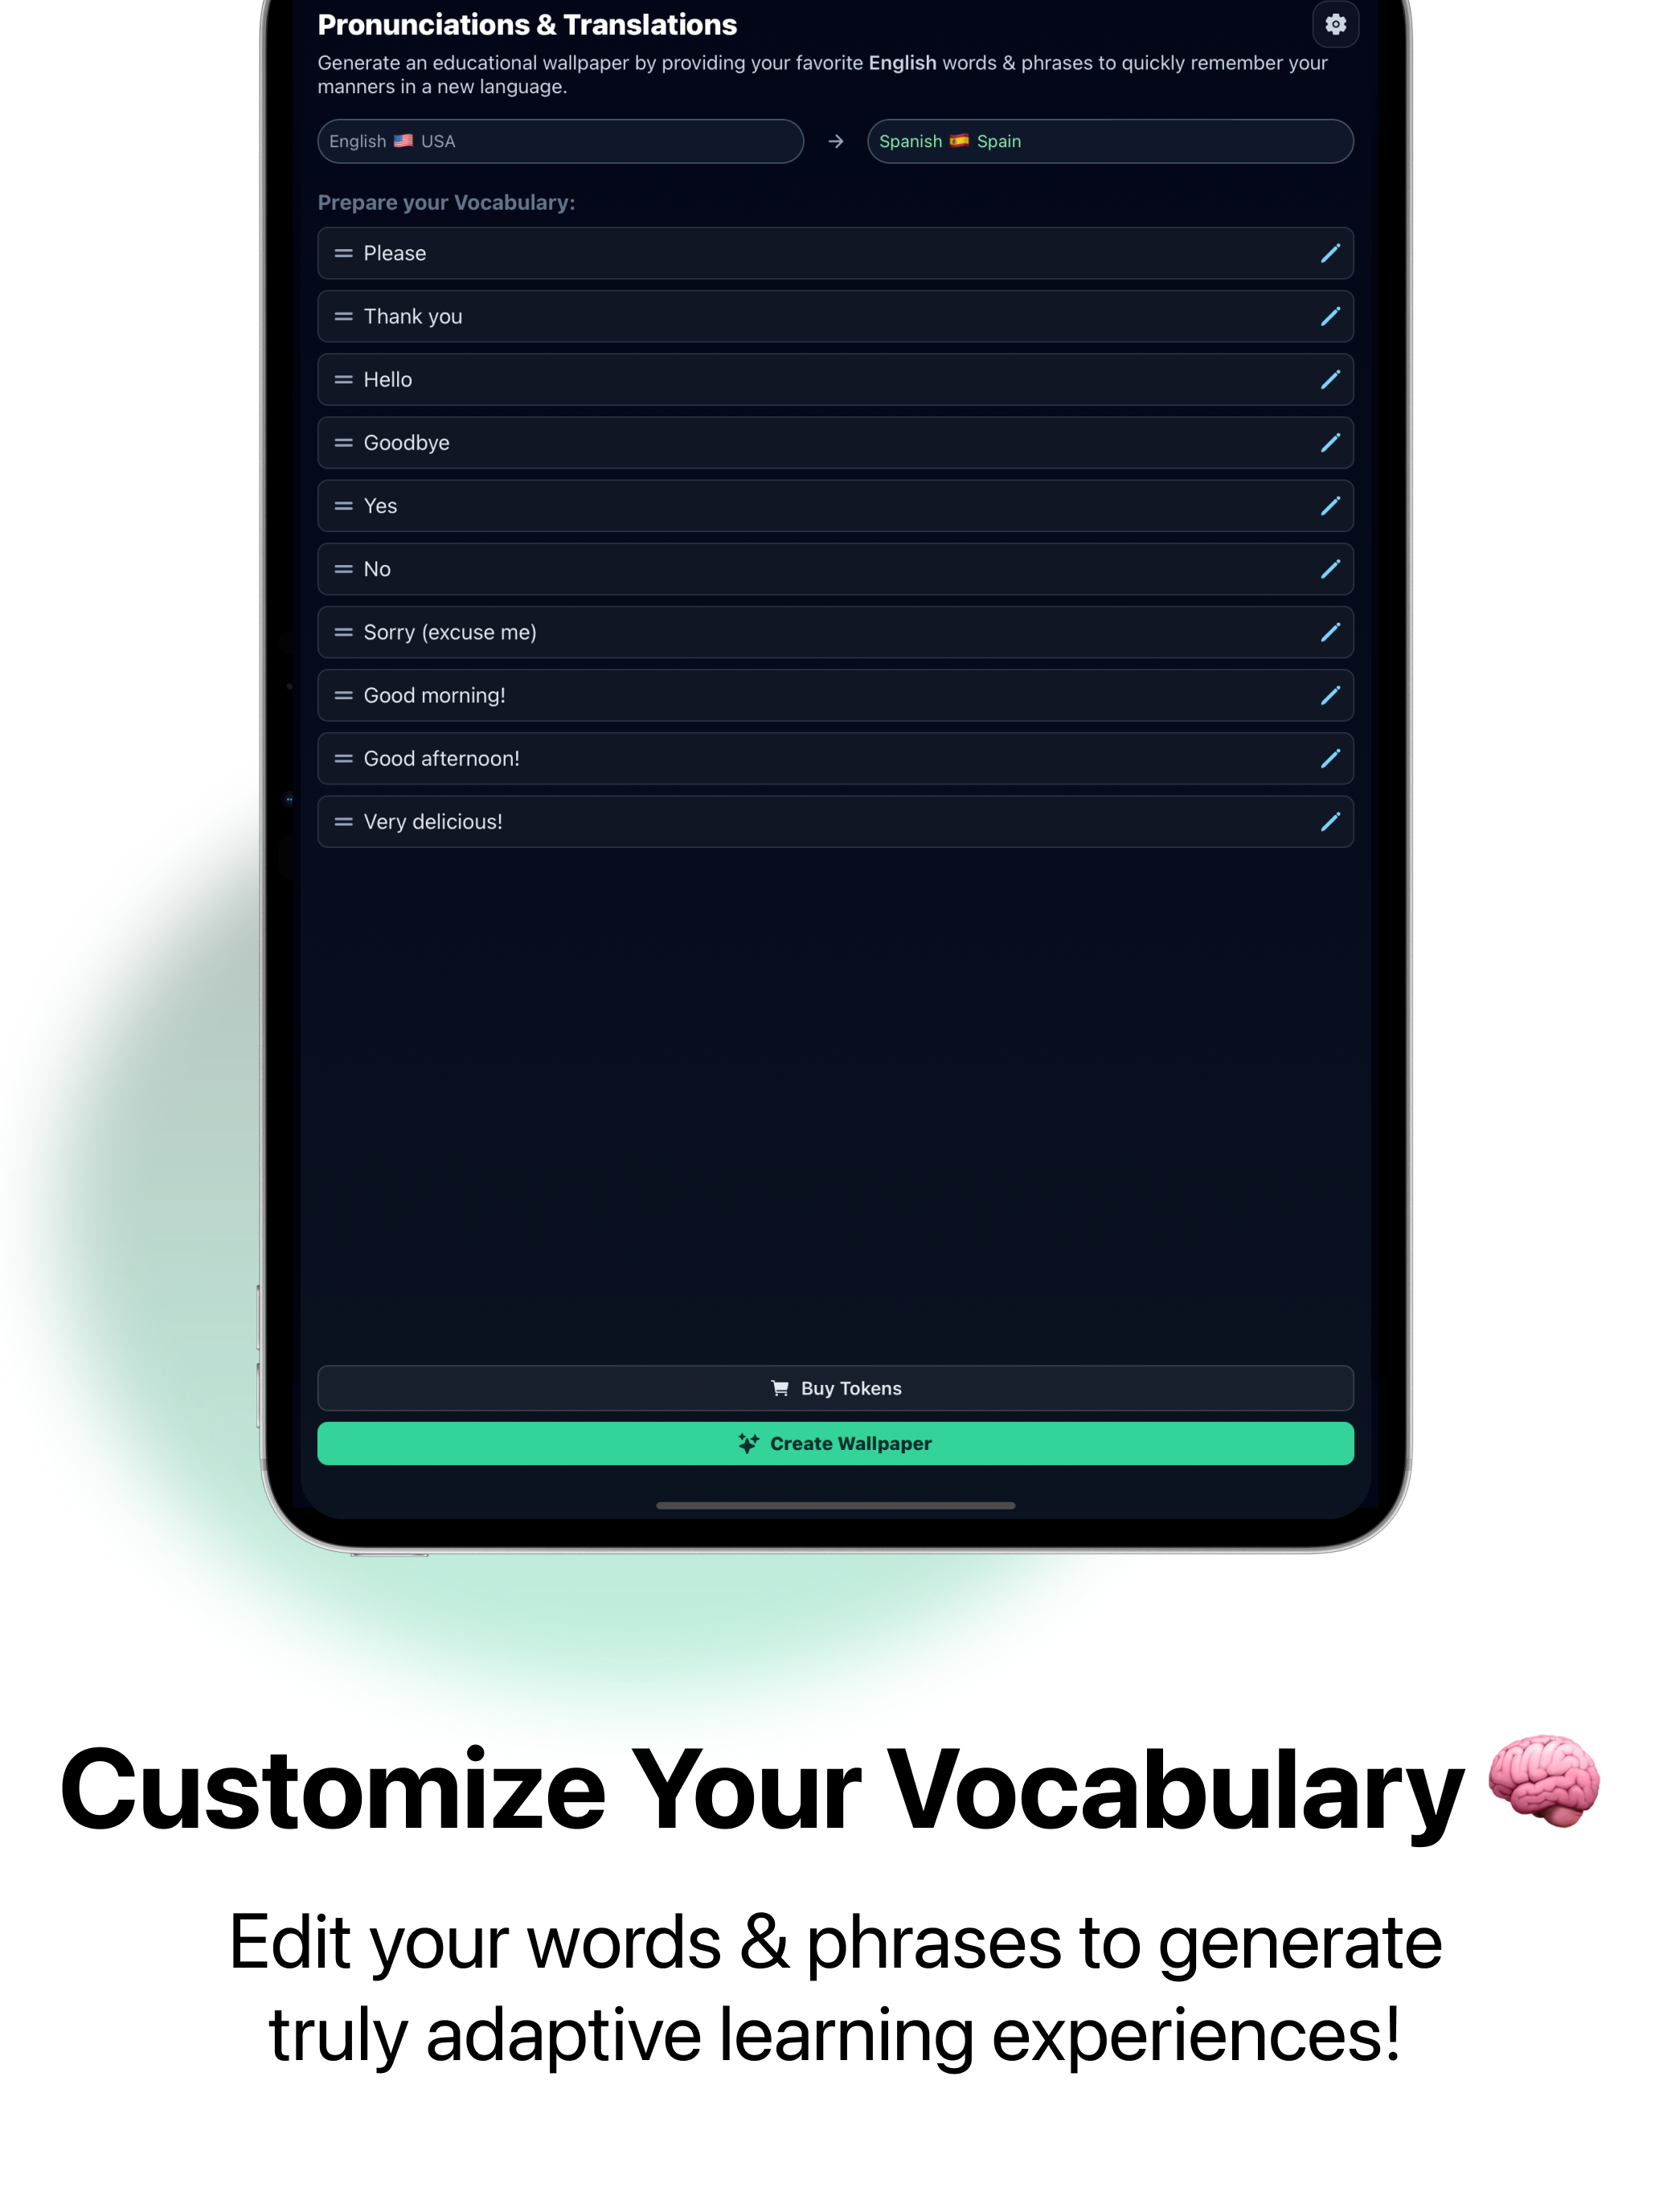 Pronunciations & Translations
Generate an educational wallpaper by providing your favorite English words & phrases to quickly remember your
manners in a new language.
English 🇺🇸 USA → Spanish 🇪🇸 Spain
Prepare your Vocabulary:
Please
Thank you
Hello
Goodbye
Yes
No
Sorry (excuse me)
Good morning!
Good afternoon!
Very delicious!
Buy Tokens
Create Wallpaper
Customize Your Vocabulary 🧠
Edit your words & phrases to generate
truly adaptive learning experiences!